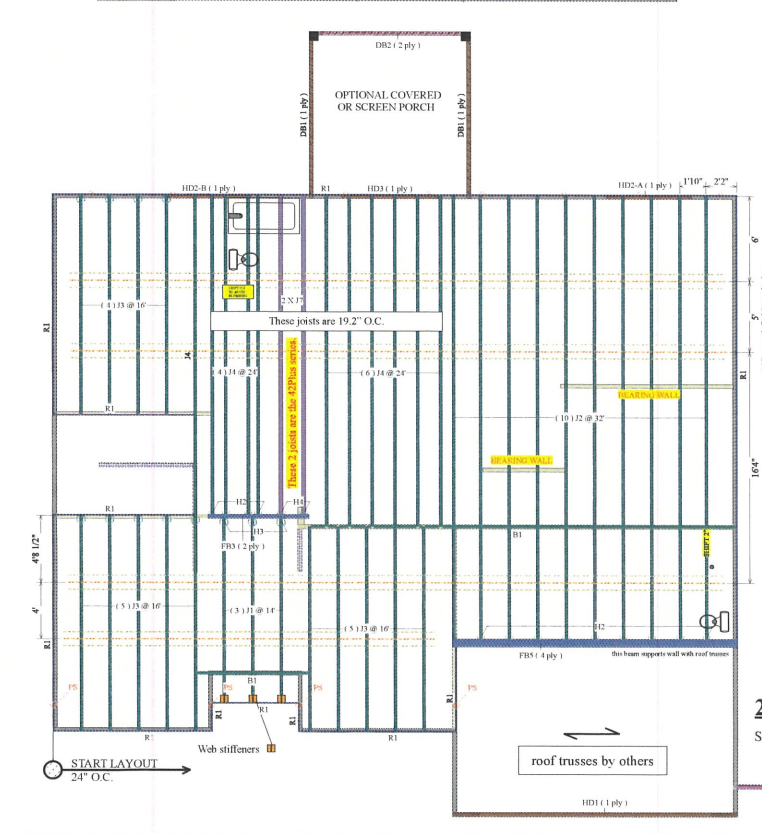 DB2 ( 2 ply )
OPTIONAL COVERED
OR SCREEN PORCH
DB1 ( 1 ply )
DB1 ( 1 ply )
HD2-B ( 1 ply )
R1
HD3 ( 1 ply )
HD2-A ( 1 ply )
1'10"
2'2"
6'
( 4 ) J3 @ 16'
2 X J7
These joists are 19.2" O.C.
5'
R1
J4
4 ) J4 @ 24'
These 2 joists are the 42Plus series.
( 6 ) J4 @ 24'
R1
BEARING WALL
R1
( 10 ) J2 @ 32'
BEARING WALL
16'4"
R1
H2
H4
H3
FB3 ( 2 ply )
B1
SHIFT 2"
4'8 1/2"
4'
( 5 ) J3 @ 16'
( 3 ) J1 @ 14'
( 5 ) J3 @ 16'
H2
R1
FB5 ( 4 ply )
this beam supports wall with roof trusses
B1
PS
PS
PS
R1
R1
R1
R1
R1
R1
Web stiffeners
2
S
START LAYOUT
24" O.C.
roof trusses by others
HD1 ( 1 ply )